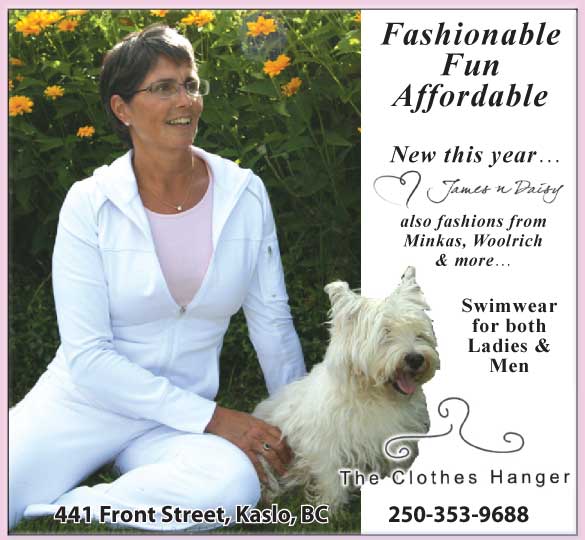 Fashionable
Fun
Affordable
New this year...
James n Daisy
also fashions from
Minkas, Woolrich
& more...
Swimwear
for both
Ladies &
Men
The Clothes Hanger
441 Front Street, Kaslo, BC
250-353-9688